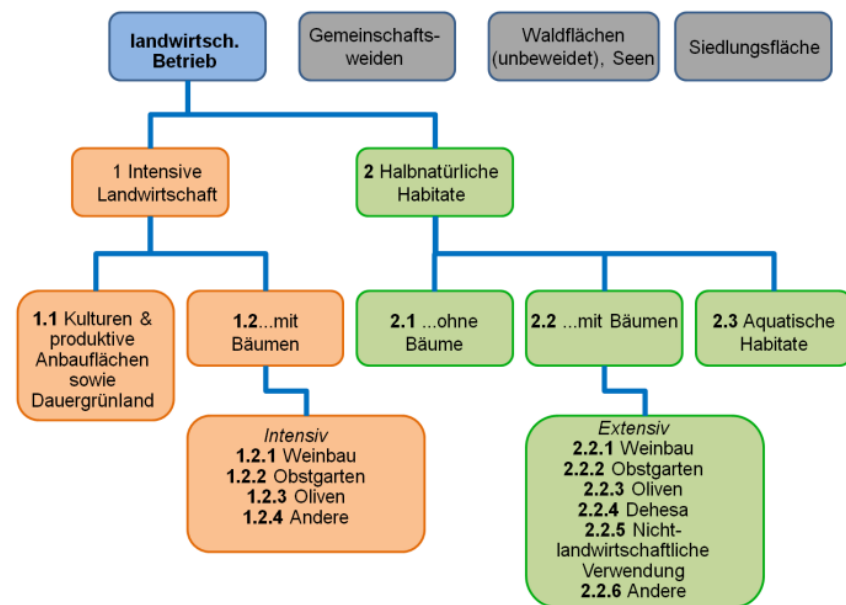 landwirtsch.
Betrieb
Gemeinschafts-
weiden
Waldflächen
(unbeweidet), Seen
Siedlungsfläche
1 Intensive
Landwirtschaft
2 Halbnatürliche
Habitate
1.1 Kulturen &
produktive
Anbauflächen
sowie
Dauergrünland
1.2...mit
Bäumen
2.1 ...ohne
Bäume
2.2 ...mit Bäumen
2.3 Aquatische
Habitate
Intensiv
1.2.1 Weinbau
1.2.2 Obstgarten
1.2.3 Oliven
1.2.4 Andere
Extensiv
2.2.1 Weinbau
2.2.2 Obstgarten
2.2.3 Oliven
2.2.4 Dehesa
2.2.5 Nicht-
landwirtschaftliche
Verwendung
2.2.6 Andere